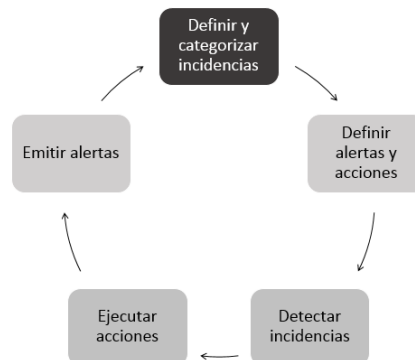 Definir y
categorizar
incidencias
Definir
alertas y
acciones
Detectar
incidencias
Ejecutar
acciones
Emitir alertas